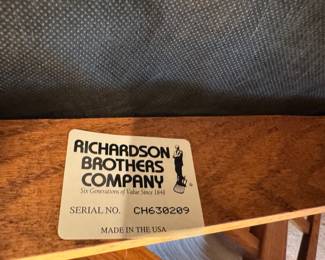 RICHARDSON
BROTHERS
COMPANY
Six Generations of Value Since 1848
SERIAL NO. CH630209
MADE IN THE USA